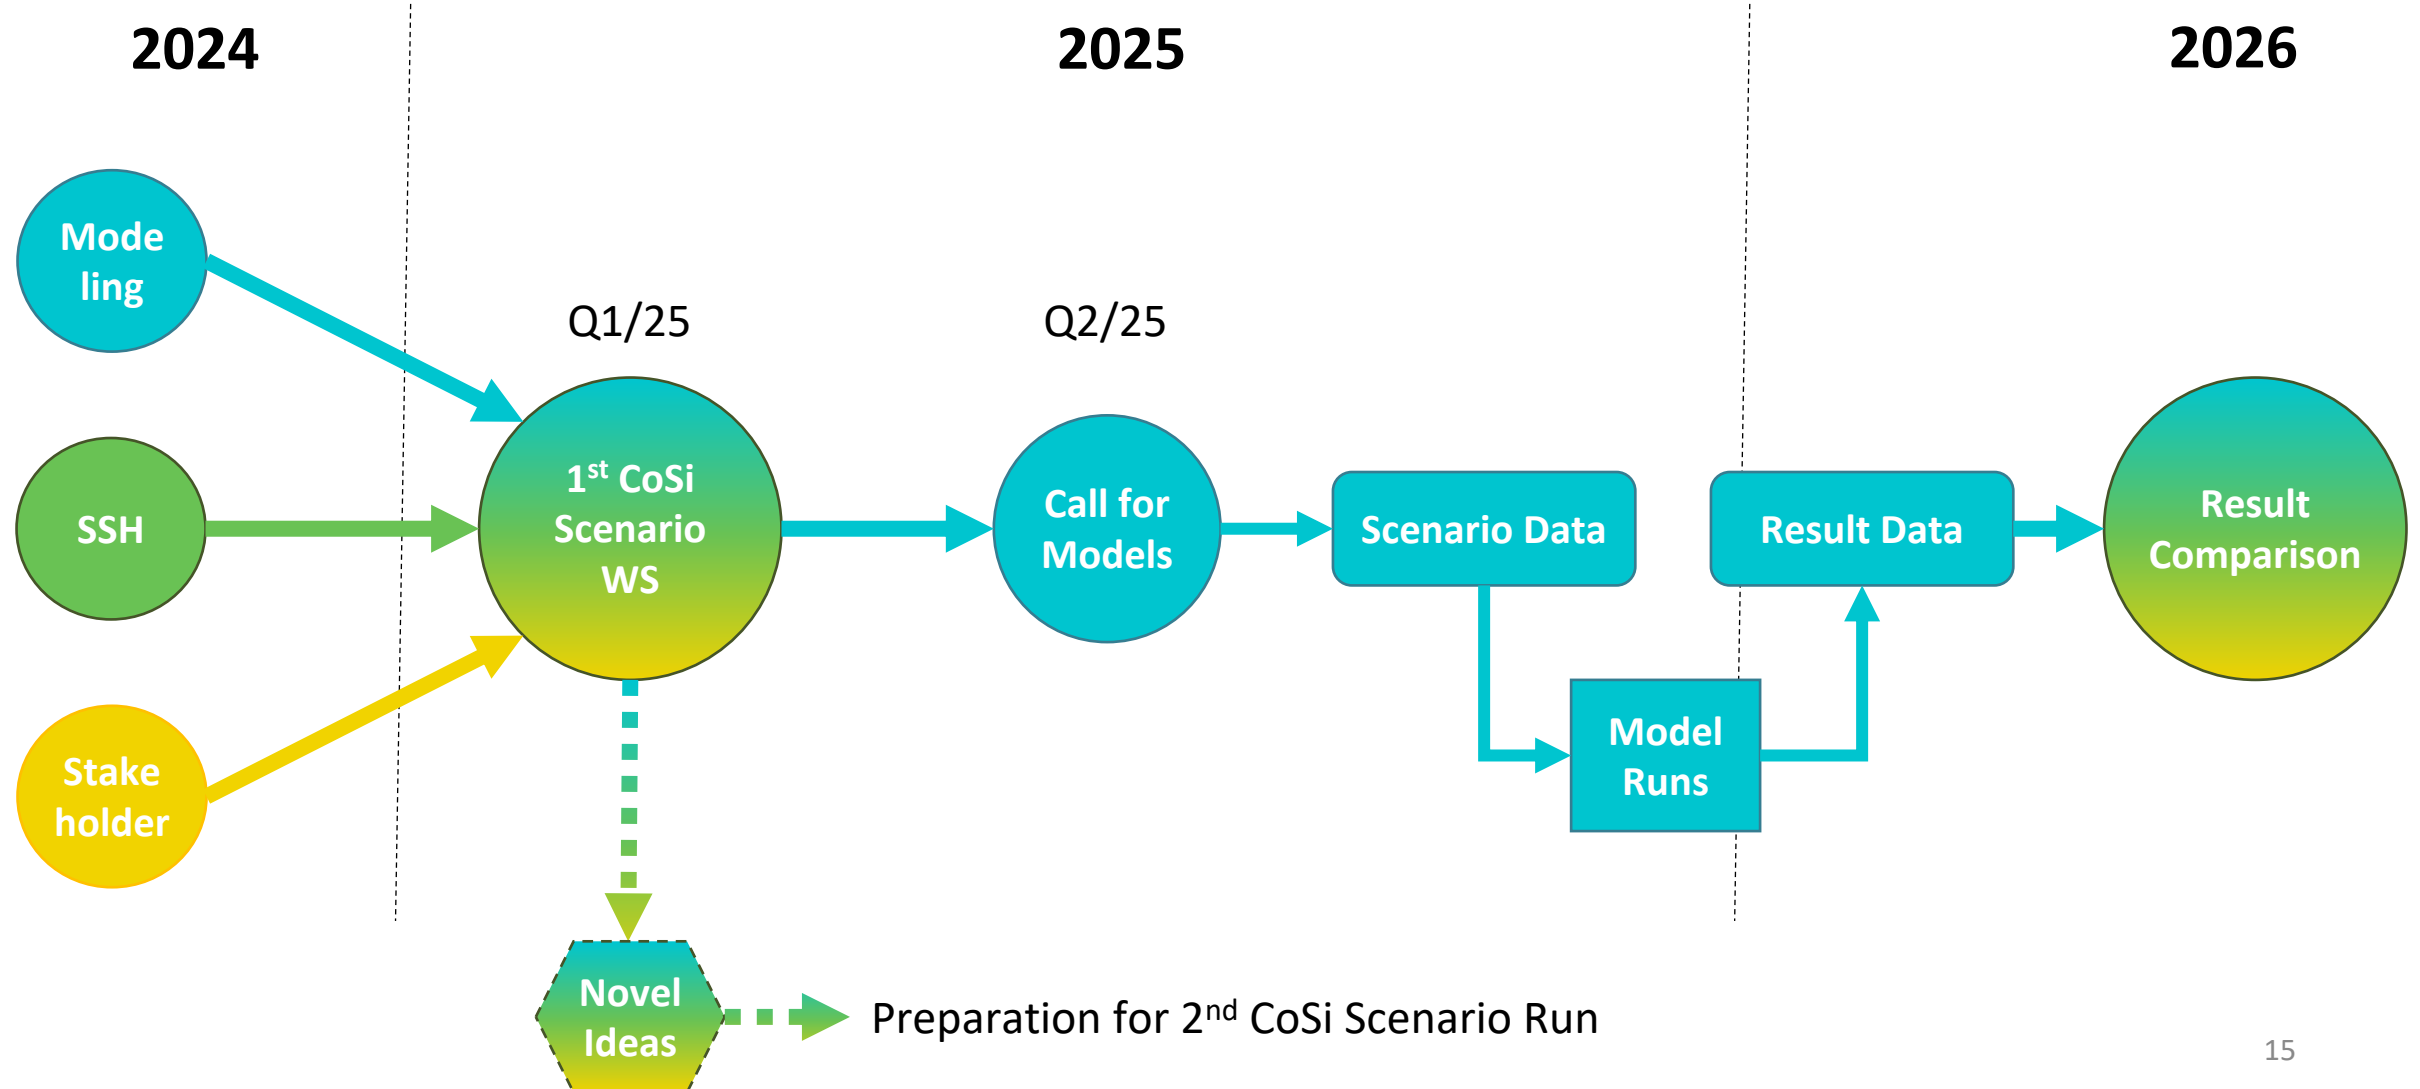 2024
2025
2026
Mode
ling
SSH
Stake
holder
Q1/25
1st CoSi
Scenario
WS
Q2/25
Call for
Models
Scenario Data
Model
Runs
Result Data
Result
Comparison
Novel
Ideas
Preparation for 2nd CoSi Scenario Run
15